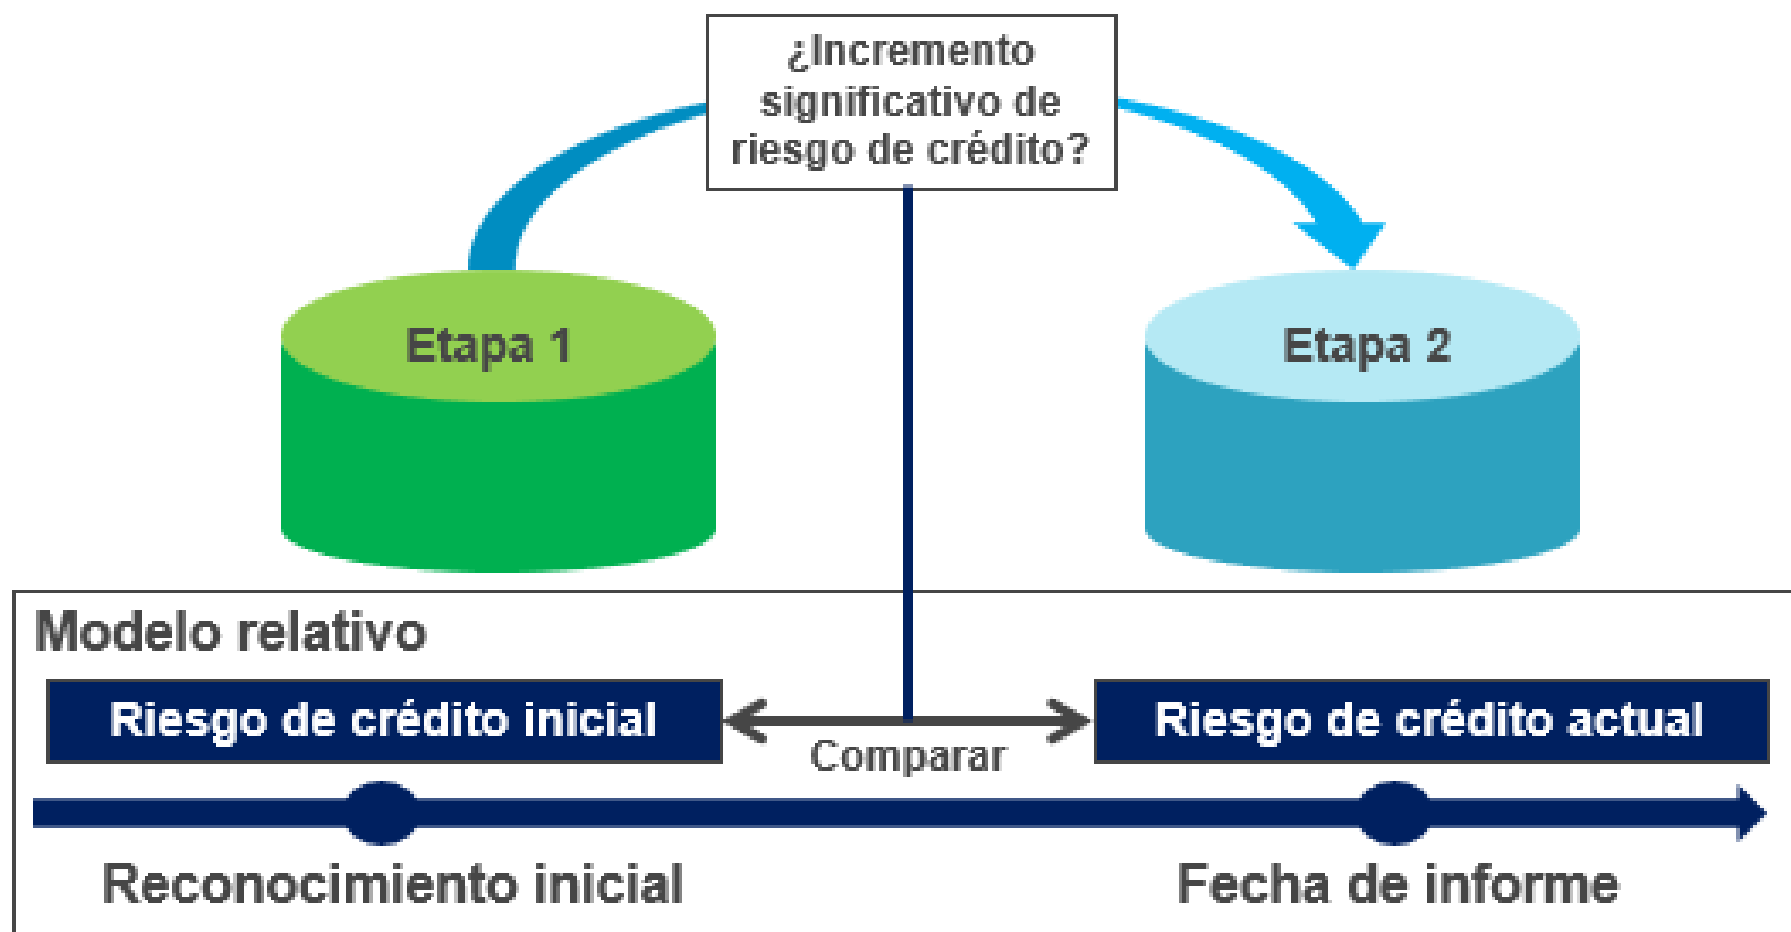 ¿Incremento
significativo de
riesgo de crédito?
Etapa 1
Etapa 2
Modelo relativo
Riesgo de crédito inicial
Riesgo de crédito actual
Comparar
Reconocimiento inicial
Fecha de informe